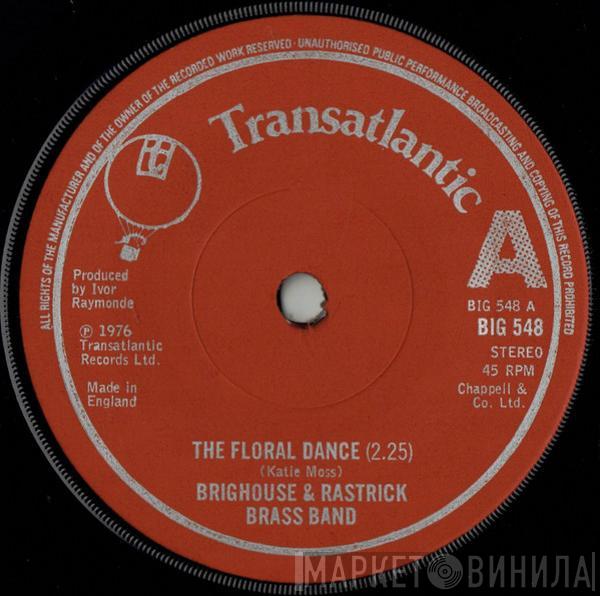 ALL RIGHTS OF THE MANUFACTURER AND OF THE OWNER OF THE RECORDED WORK RESERVED · UNAUTHORISED PUBLIC PERFORMANCE BROADCASTING AND COPYING OF THIS RECORD PROHIBITED
Transatlantic
A
Produced
by Ivor
Raymonde
℗ 1976
Transatlantic
Records Ltd.
Made in
England
BIG 548 A
BIG 548
STEREO
45 RPM
Chappell &
Co. Ltd.
THE FLORAL DANCE (2.25)
(Katie Moss)
BRIGHOUSE & RASTRICK
BRASS BAND
МАРКЕТ ВИНИЛА